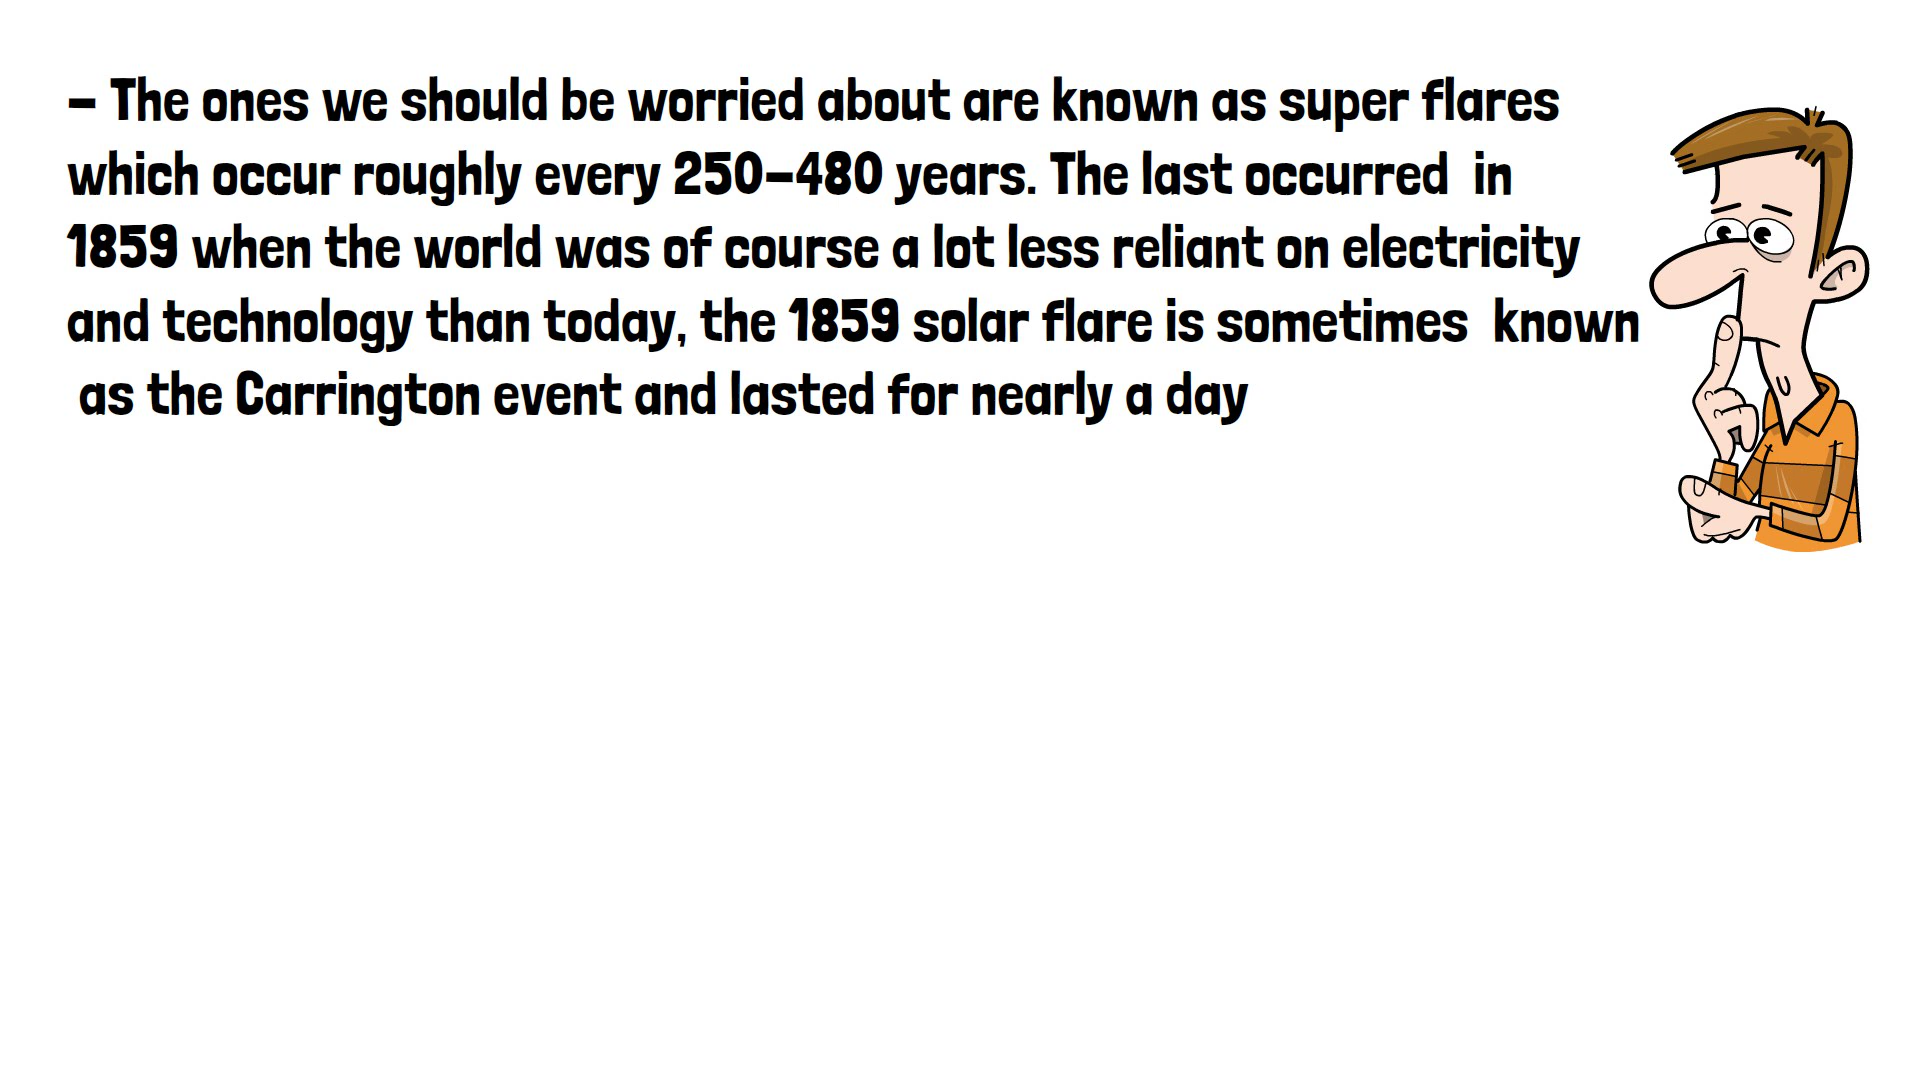 – The ones we should be worried about are known as super flares
which occur roughly every 250–480 years. The last occurred  in
1859 when the world was of course a lot less reliant on electricity
and technology than today, the 1859 solar flare is sometimes  known
as the Carrington event and lasted for nearly a day